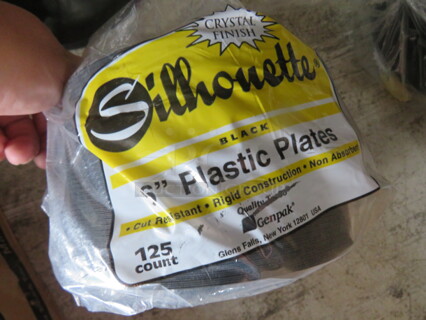 CRYSTAL
FINISH
Silhouette®
BLACK
6" Plastic Plates
• Cut Resistant • Rigid Construction • Non Absorbent
Quality
Genpak®
Glens Falls, New York 12801 USA
125
count